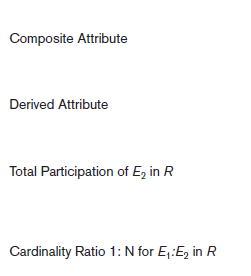 Composite Attribute
Derived Attribute
Total Participation of E₂ in R
Cardinality Ratio 1: N for E₁:E₂ in R